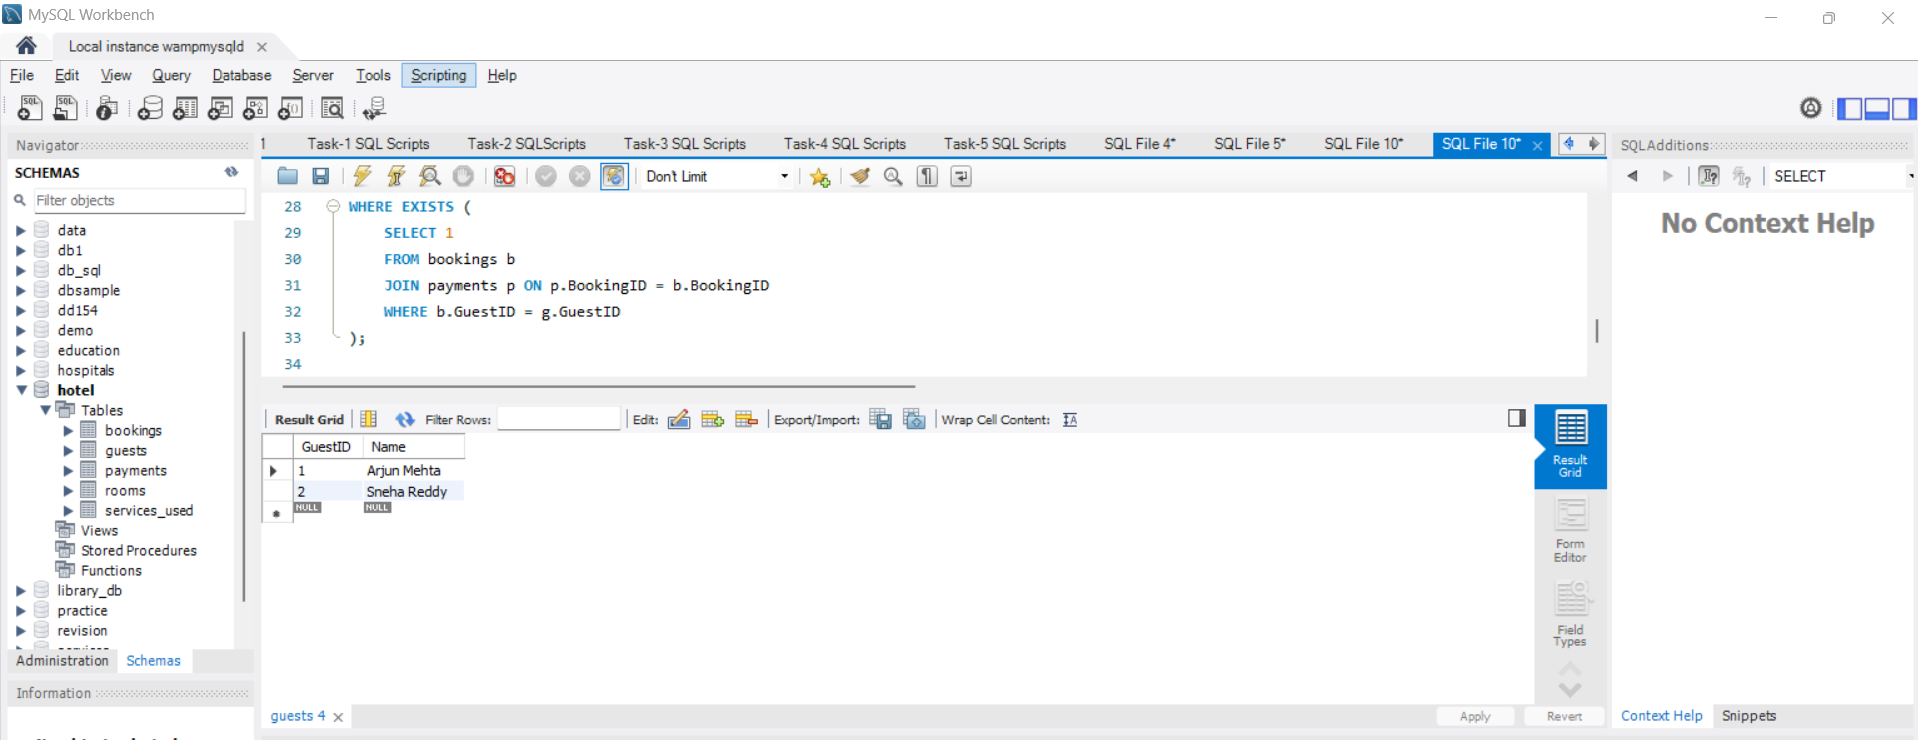 MySQL Workbench
Local instance wampmysqld
File Edit View Query Database Server Tools Scripting Help
Navigator
SCHEMAS
Filter objects
data
db1
db_sql
dbsample
dd154
demo
education
hospitals
hotel
Tables
bookings
guests
payments
rooms
services_used
Views
Stored Procedures
Functions
library_db
practice
revision
Administration Schemas
Information
1 Task-1 SQL Scripts Task-2 SQLScripts Task-3 SQL Scripts Task-4 SQL Scripts Task-5 SQL Scripts SQL File 4* SQL File 5* SQL File 10* SQL File 10*
Don't Limit
28 WHERE EXISTS (
29 SELECT 1
30 FROM bookings b
31 JOIN payments p ON p.BookingID = b.BookingID
32 WHERE b.GuestID = g.GuestID
33 );
34
Result Grid Filter Rows: Edit: Export/Import: Wrap Cell Content:
GuestID Name
1 Arjun Mehta
2 Sneha Reddy
NULL NULL
Result
Grid
Form
Editor
Field
Types
guests 4
Apply Revert
SQLAdditions
SELECT
No Context Help
Context Help Snippets